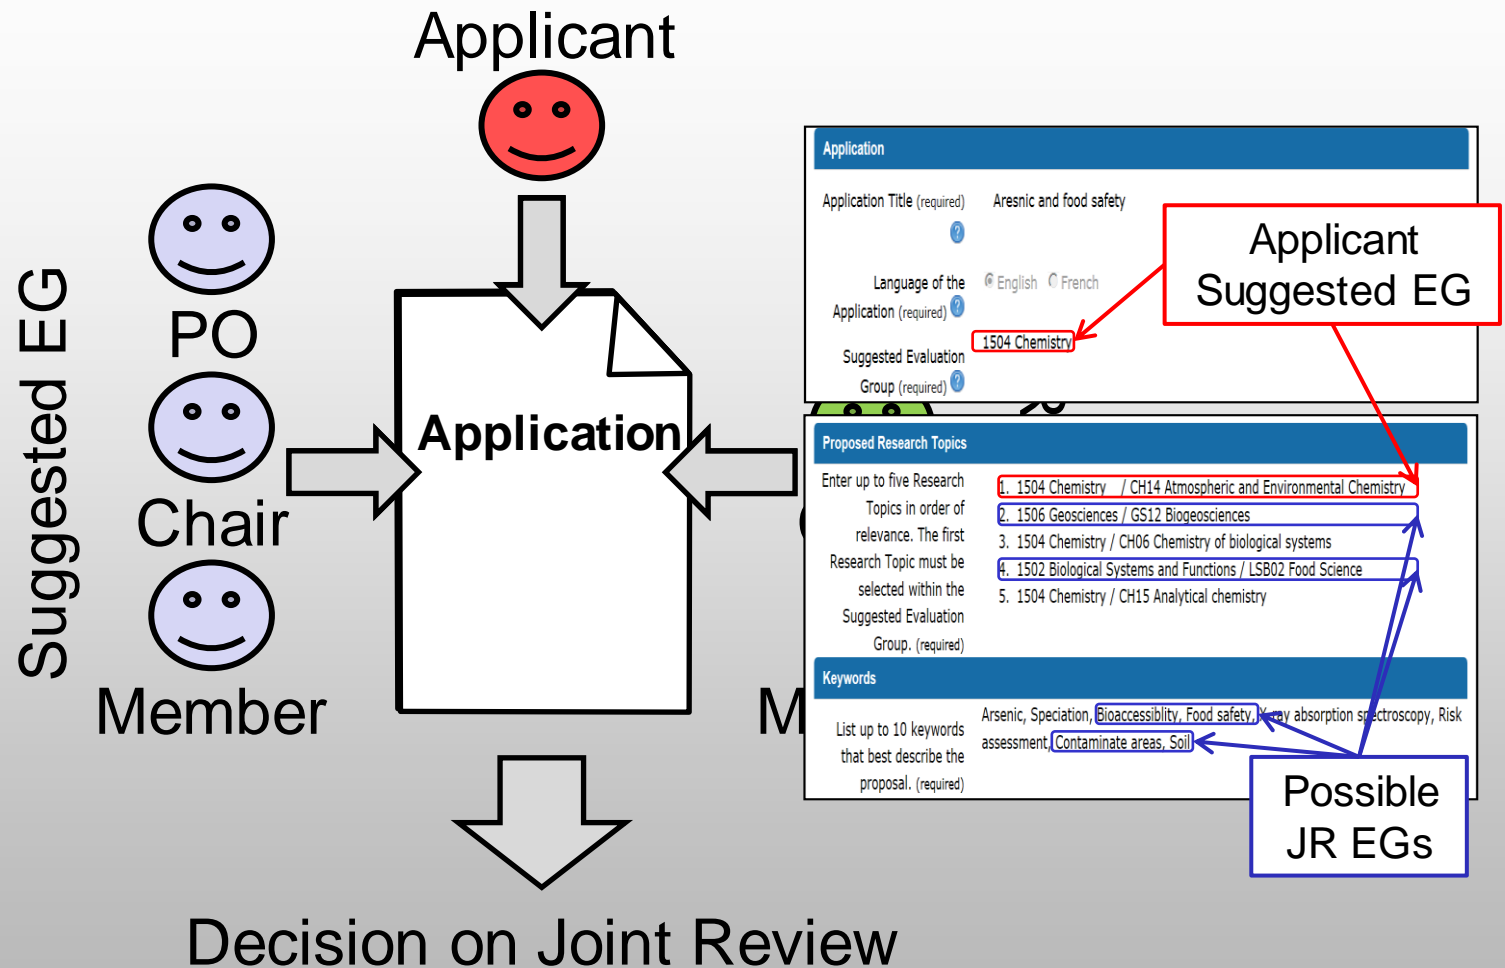 Applicant
Suggested EG
PO
Chair
Member
Application
Decision on Joint Review
Application
Application Title (required)
Aresnic and food safety
Language of the
Application (required)
English French
Suggested Evaluation
Group (required)
1504 Chemistry
Applicant
Suggested EG
Proposed Research Topics
Enter up to five Research
Topics in order of
relevance. The first
Research Topic must be
selected within the
Suggested Evaluation
Group. (required)
1. 1504 Chemistry / CH14 Atmospheric and Environmental Chemistry
2. 1506 Geosciences / GS12 Biogeosciences
3. 1504 Chemistry / CH06 Chemistry of biological systems
4. 1502 Biological Systems and Functions / LSB02 Food Science
5. 1504 Chemistry / CH15 Analytical chemistry
Keywords
List up to 10 keywords
that best describe the
proposal. (required)
Arsenic, Speciation, Bioaccessiblity, Food safety, X-ray absorption spectroscopy, Risk
assessment, Contaminate areas, Soil
Possible
JR EGs